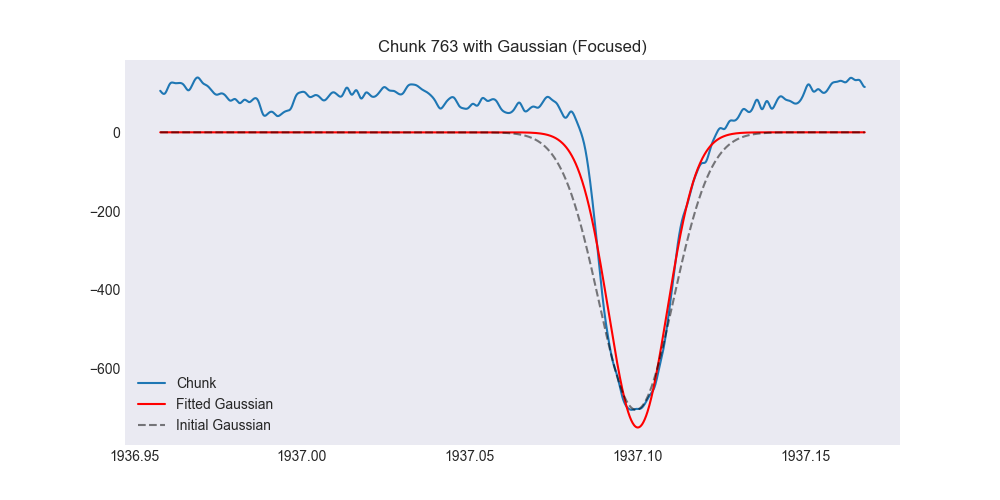 Chunk 763 with Gaussian (Focused)
0
−200
−400
−600
Chunk
Fitted Gaussian
Initial Gaussian
1936.95 1937.00 1937.05 1937.10 1937.15